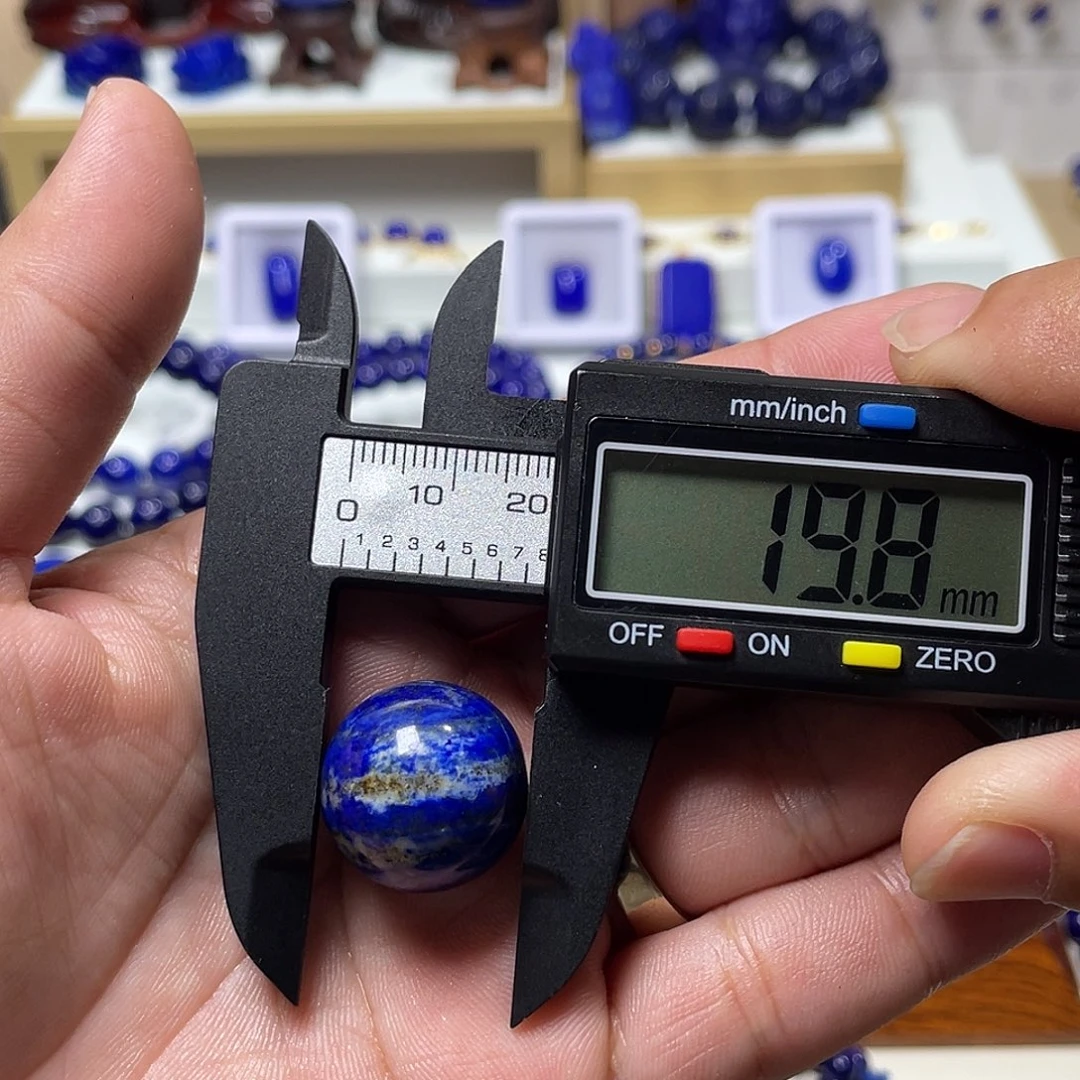 mm/inch
0 10 20
1 2 3 4 5 6 7 8
19.8 mm
OFF ON ZERO